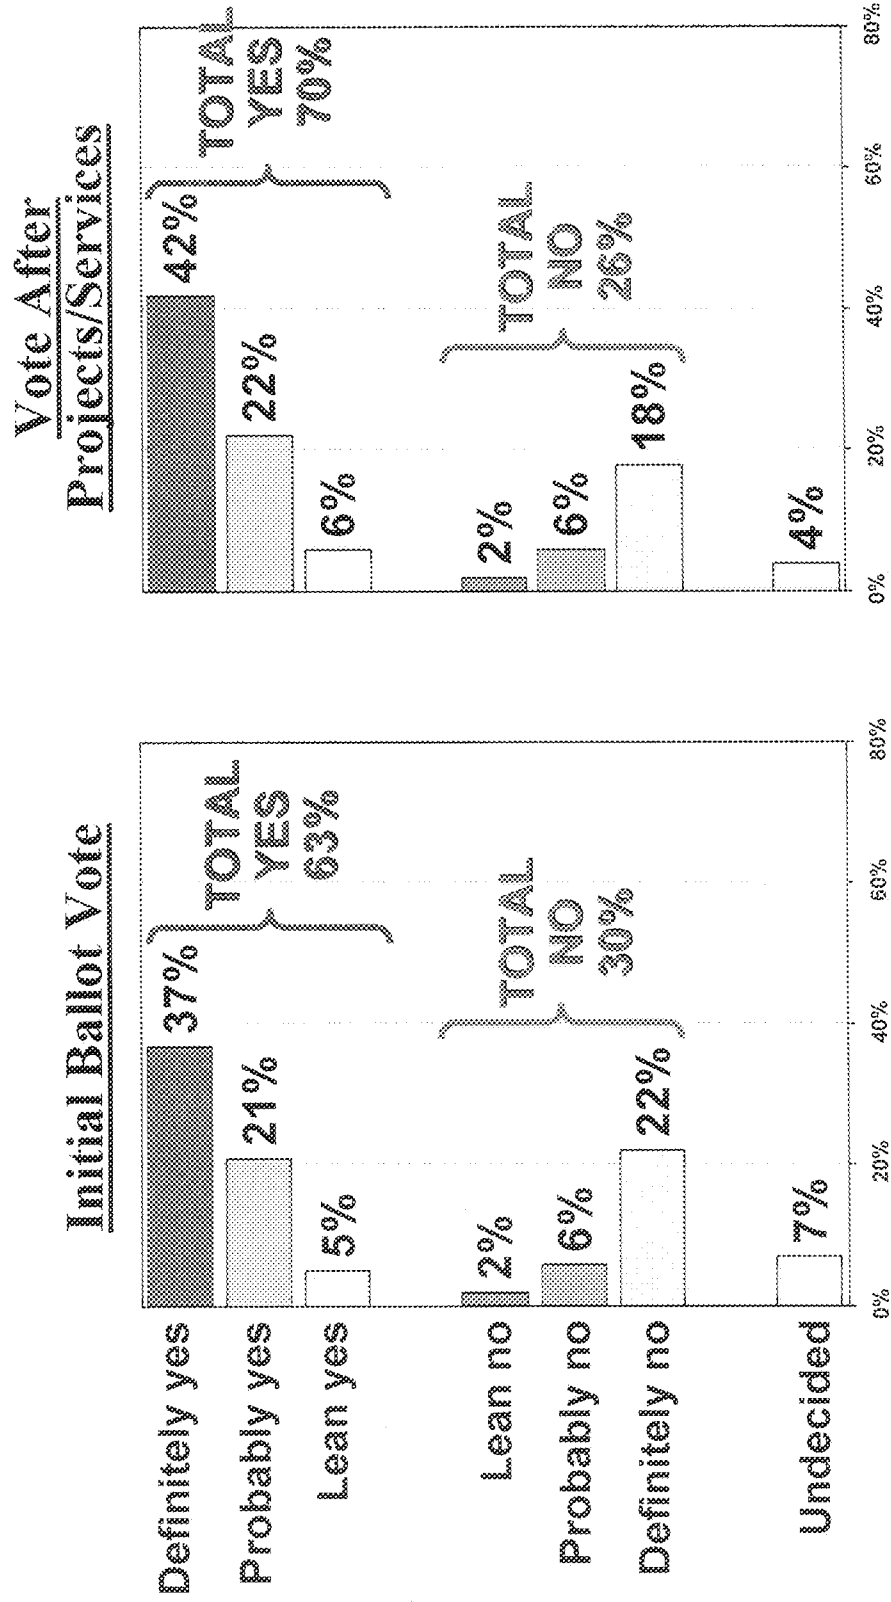 Initial Ballot Vote
Definitely yes
37%
Probably yes
21%
Lean yes
5%
TOTAL
YES
63%
Lean no
2%
Probably no
6%
Definitely no
22%
TOTAL
NO
30%
Undecided
7%
0%
20%
40%
60%
80%
Vote After
Projects/Services
42%
22%
6%
TOTAL
YES
70%
2%
6%
18%
TOTAL
NO
26%
4%
0%
20%
40%
60%
80%